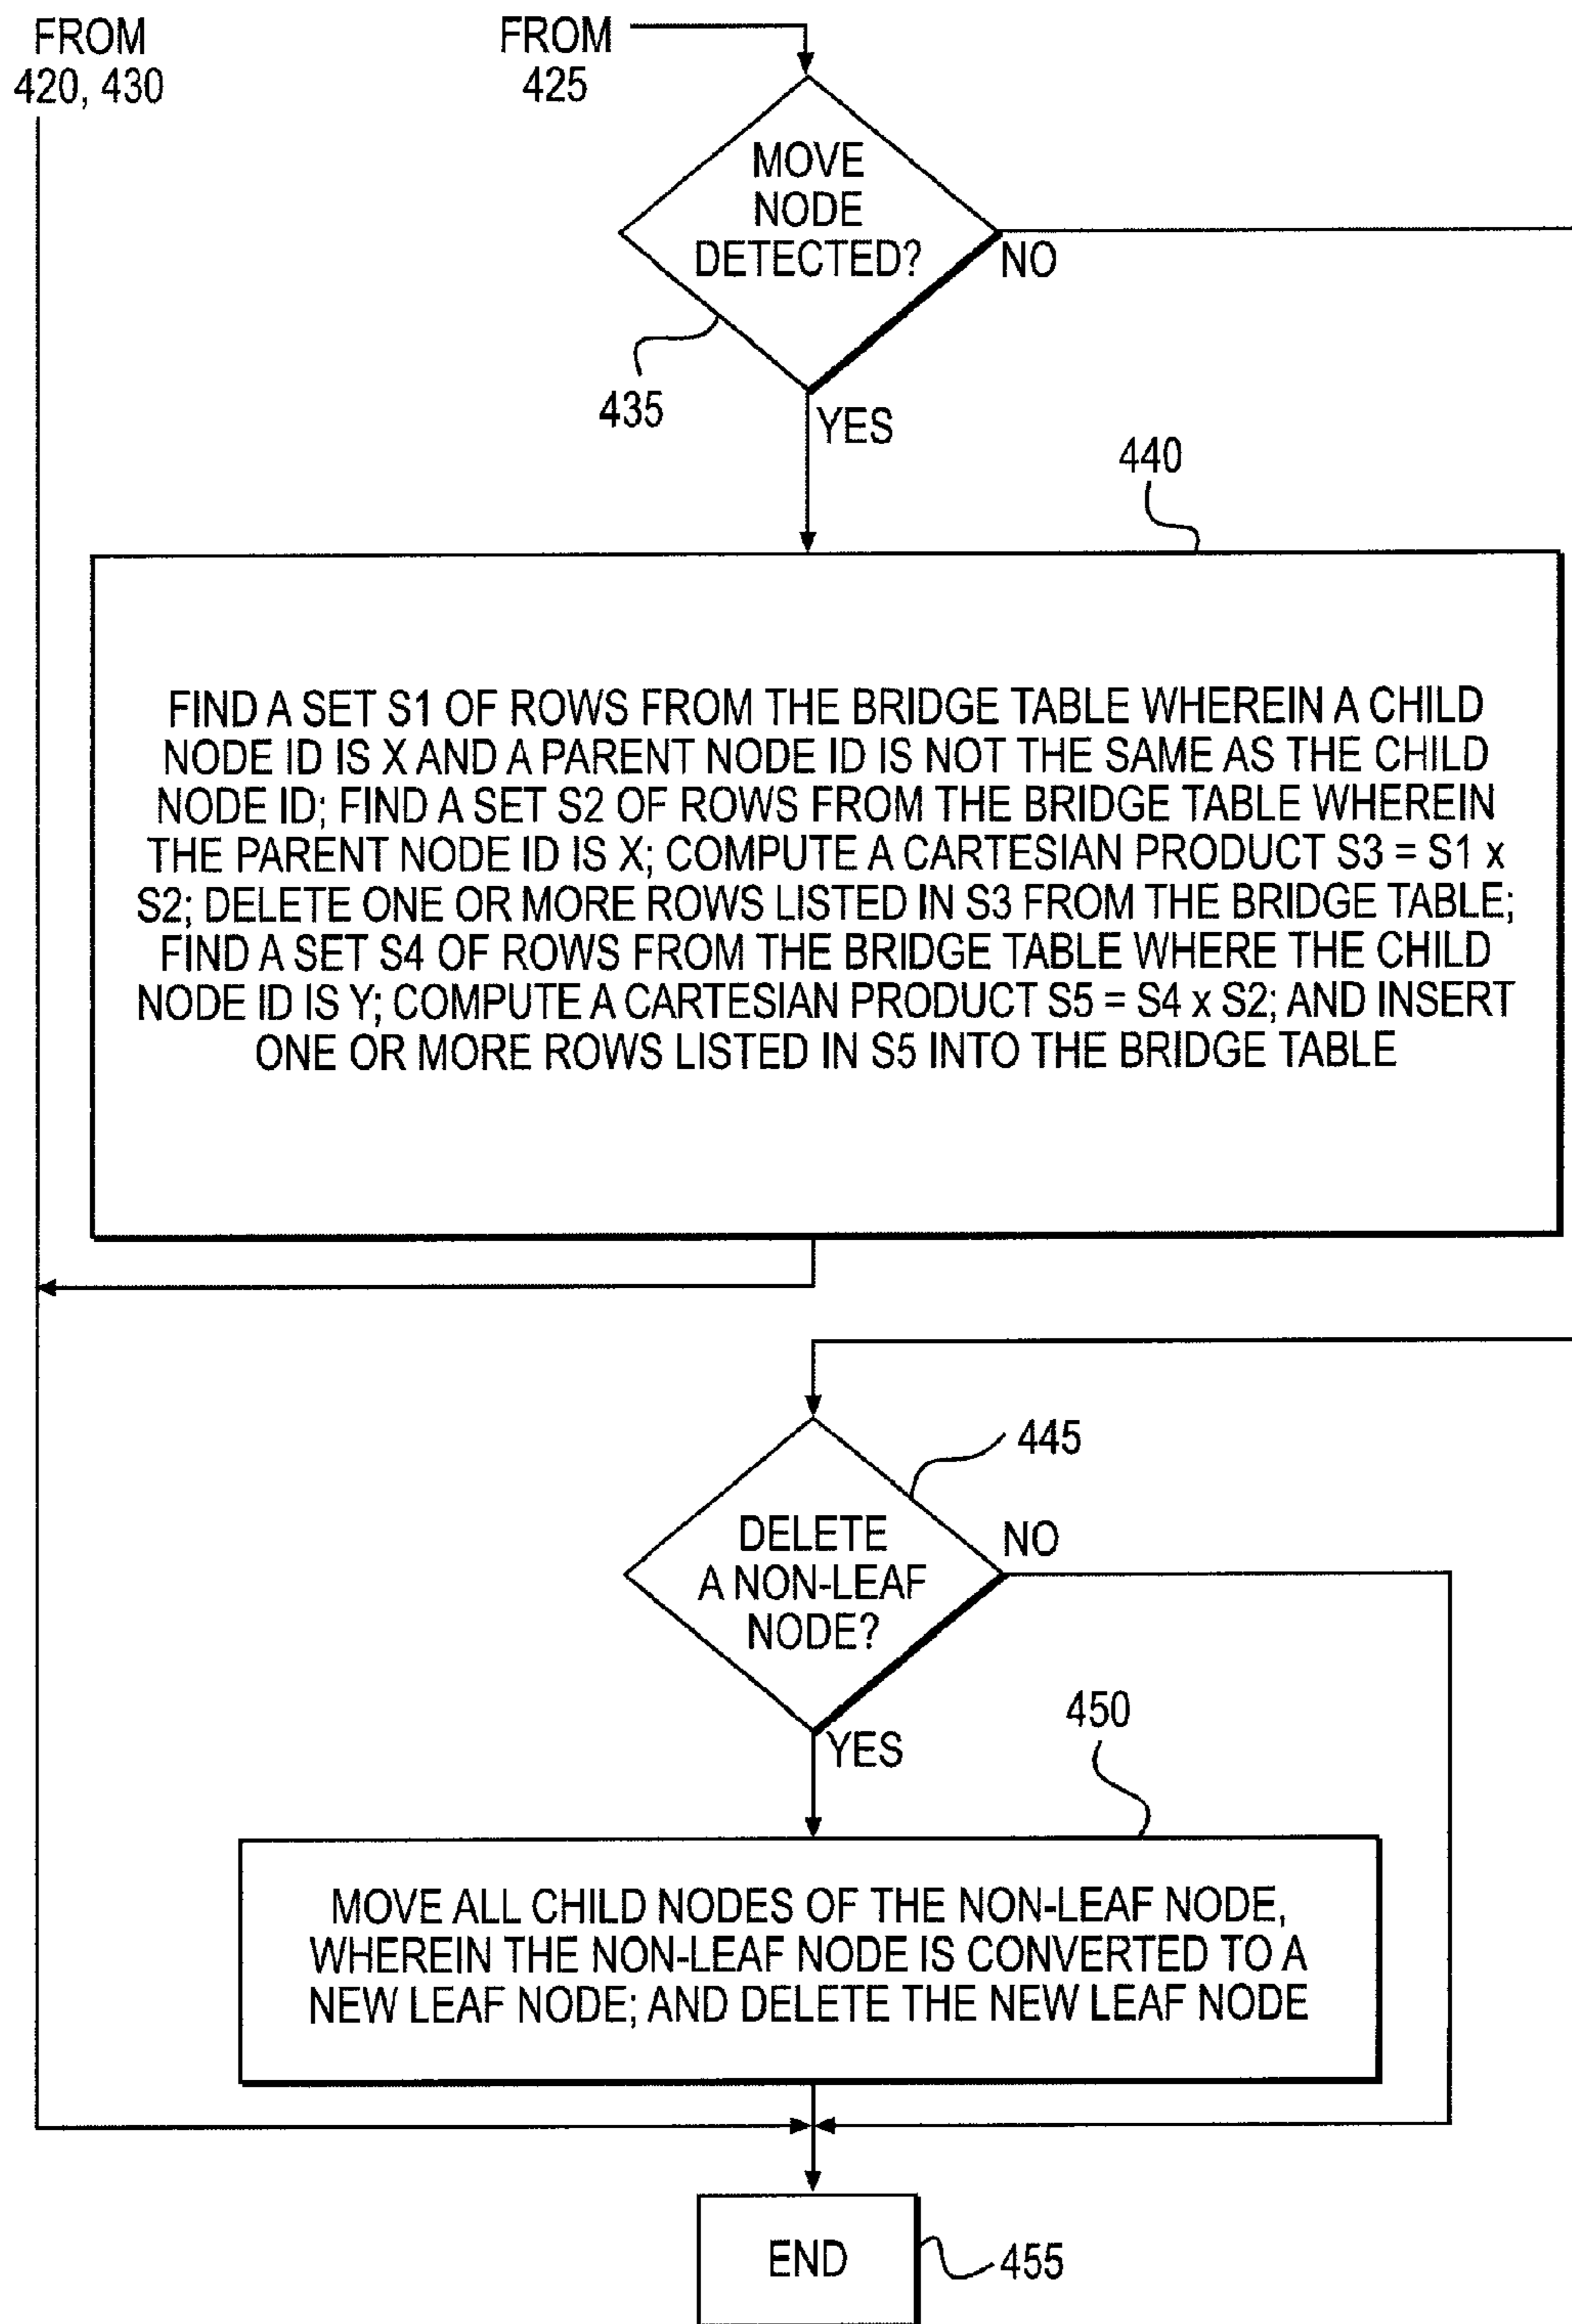 FROM
420, 430
FROM
425
MOVE
NODE
DETECTED?
NO
435
YES
440
FIND A SET S1 OF ROWS FROM THE BRIDGE TABLE WHEREIN A CHILD
NODE ID IS X AND A PARENT NODE ID IS NOT THE SAME AS THE CHILD
NODE ID; FIND A SET S2 OF ROWS FROM THE BRIDGE TABLE WHEREIN
THE PARENT NODE ID IS X; COMPUTE A CARTESIAN PRODUCT S3 = S1 x
S2; DELETE ONE OR MORE ROWS LISTED IN S3 FROM THE BRIDGE TABLE;
FIND A SET S4 OF ROWS FROM THE BRIDGE TABLE WHERE THE CHILD
NODE ID IS Y; COMPUTE A CARTESIAN PRODUCT S5 = S4 x S2; AND INSERT
ONE OR MORE ROWS LISTED IN S5 INTO THE BRIDGE TABLE
445
DELETE
A NON-LEAF
NODE?
NO
YES
450
MOVE ALL CHILD NODES OF THE NON-LEAF NODE,
WHEREIN THE NON-LEAF NODE IS CONVERTED TO A
NEW LEAF NODE; AND DELETE THE NEW LEAF NODE
END
455